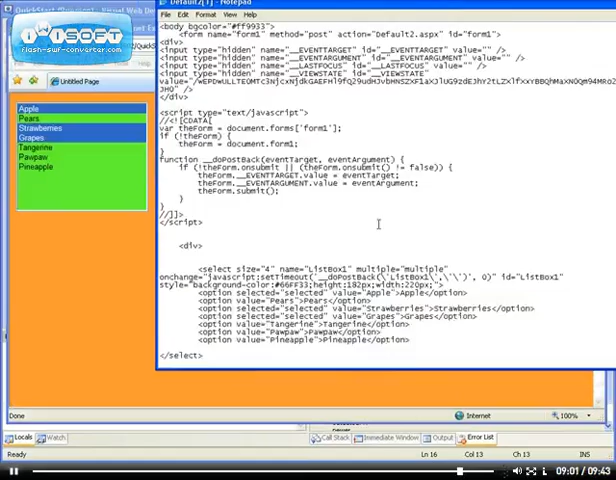 Default2[1] - Notepad
File Edit Format View Help
<body bgcolor="#ff9933">
<form name="form1" method="post" action="Default2.aspx" id="form1">
<div>
<input type="hidden" name="__EVENTTARGET" id="__EVENTTARGET" value="" />
<input type="hidden" name="__EVENTARGUMENT" id="__EVENTARGUMENT" value="" />
<input type="hidden" name="__LASTFOCUS" id="__LASTFOCUS" value="" />
<input type="hidden" name="__VIEWSTATE" id="__VIEWSTATE"
</div>
<script type="text/javascript">
//<![CDATA[
var theForm = document.forms['form1'];
if (!theForm) {
theForm = document.form1;
}
function __doPostBack(eventTarget, eventArgument) {
if (!theForm.onsubmit || (theForm.onsubmit() != false)) {
theForm.__EVENTTARGET.value = eventTarget;
theForm.__EVENTARGUMENT.value = eventArgument;
theForm.submit();
}
}
//]]>
</script>
<div>
<select size="4" name="ListBox1" multiple="multiple"
onchange="javascript:setTimeout('__doPostBack(\'ListBox1\',\'\')', 0)" id="ListBox1"
style="background-color:#66FF33;height:182px;width:220px;">
<option selected="selected" value="Apple">Apple</option>
<option value="Pears">Pears</option>
<option selected="selected" value="Strawberries">Strawberries</option>
<option selected="selected" value="Grapes">Grapes</option>
<option value="Tangerine">Tangerine</option>
<option value="Pawpaw">Pawpaw</option>
<option value="Pineapple">Pineapple</option>
</select>
flash-swf-converter.com
Untitled Page
Apple
Pears
Strawberries
Grapes
Tangerine
Pawpaw
Pineapple
Done Internet 100%
Locals Watch Call Stack Immediate Window Output Error List
Ready Ln 16 Col 13 Ch 13 INS
09:01 / 09:43